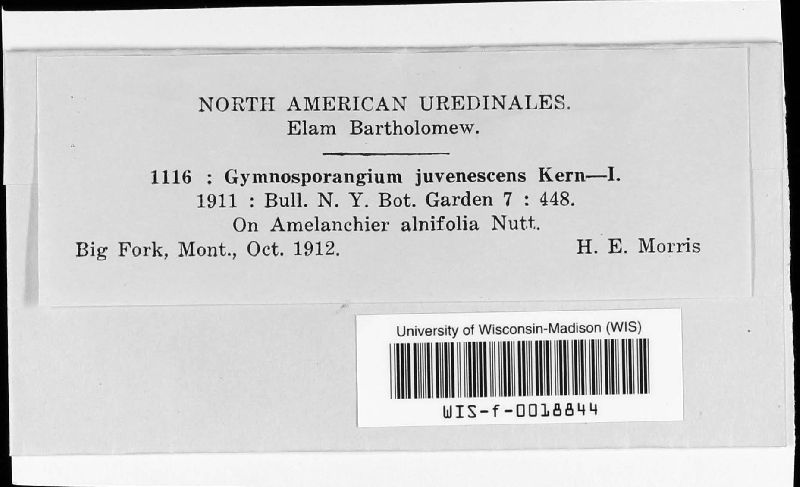 NORTH AMERICAN UREDINALES.
Elam Bartholomew.
1116 : Gymnosporangium juvenescens Kern—I.
1911 : Bull. N. Y. Bot. Garden 7 : 448.
On Amelanchier alnifolia Nutt.
Big Fork, Mont., Oct. 1912. H. E. Morris
University of Wisconsin-Madison (WIS)
WIS-f-0018844